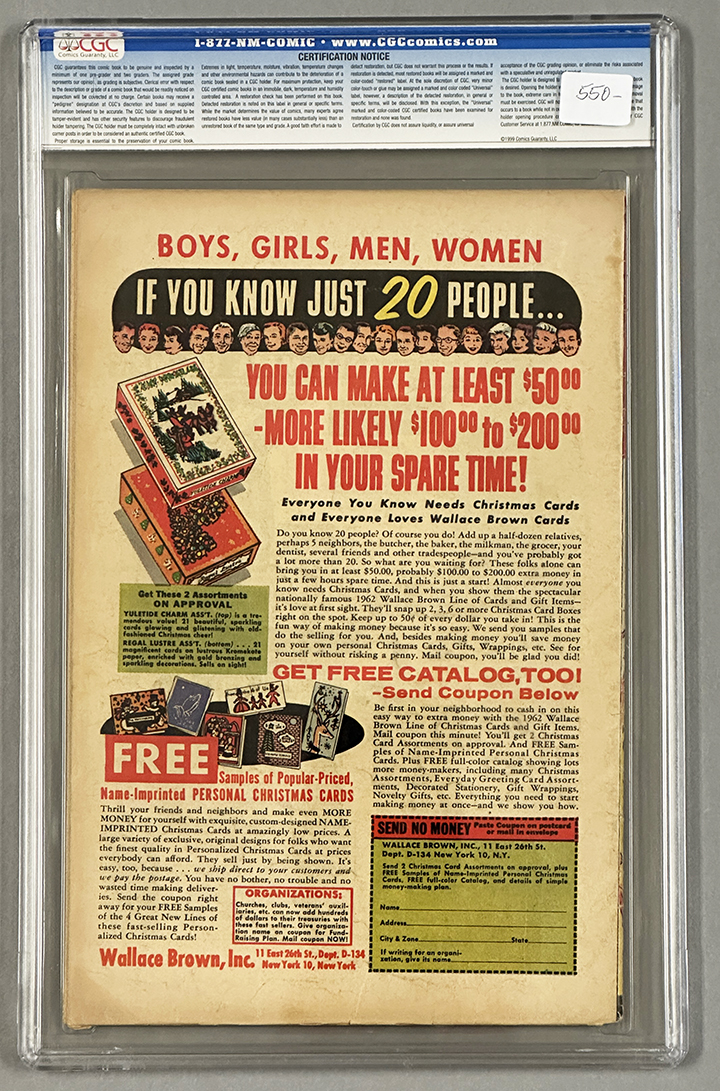 CGC
Comics Guaranty, LLC
1-877-NM-COMIC • www.CGCcomics.com
CERTIFICATION NOTICE
550-
©1999 Comics Guaranty, LLC
BOYS, GIRLS, MEN, WOMEN
IF YOU KNOW JUST 20 PEOPLE...
YOU CAN MAKE AT LEAST $5000
-MORE LIKELY $10000 to $20000
IN YOUR SPARE TIME!
Everyone You Know Needs Christmas Cards
and Everyone Loves Wallace Brown Cards
Do you know 20 people? Of course you do! Add up a half-dozen relatives,
perhaps 5 neighbors, the butcher, the baker, the milkman, the grocer, your
dentist, several friends and other tradespeople—and you've probably got
a lot more than 20. So what are you waiting for? These folks alone can
bring you in at least $50.00, probably $100.00 to $200.00 extra money in
just a few hours spare time. And this is just a start! Almost everyone you
know needs Christmas Cards, and when you show them the spectacular
nationally famous 1962 Wallace Brown Line of Cards and Gift Items—
it's love at first sight. They'll snap up 2, 3, 6 or more Christmas Card Boxes
right on the spot. Keep up to 50¢ of every dollar you take in! This is the
fun way of making money because it's so easy. We send you samples that
do the selling for you. And, besides making money you'll save money
on your own personal Christmas Cards, Gifts, Wrappings, etc. See for
yourself without risking a penny. Mail coupon, you'll be glad you did!
Get These 2 Assortments
ON APPROVAL
YULETIDE CHARM ASS'T. (top) is a tre-
mendous value! 21 beautiful, sparkling
cards glowing and glistening with old-
fashioned Christmas cheer!
REGAL LUSTRE ASS'T. (bottom) . . . 21
magnificent cards on lustrous Kromekote
paper, enriched with gold bronzing and
sparkling decorations. Sells on sight!
GET FREE CATALOG, TOO!
–Send Coupon Below
Be first in your neighborhood to cash in on this
easy way to extra money with the 1962 Wallace
Brown Line of Christmas Cards and Gift Items.
Mail coupon this minute! You'll get 2 Christmas
Card Assortments on approval. And FREE Sam-
ples of Name-Imprinted Personal Christmas
Cards. Plus FREE full-color catalog showing lots
more money-makers, including many Christmas
Assortments, Everyday Greeting Card Assort-
ments, Decorated Stationery, Gift Wrappings,
Novelty Gifts, etc. Everything you need to start
making money at once—and we show you how.
FREE
Samples of Popular-Priced,
Name-Imprinted PERSONAL CHRISTMAS CARDS
Thrill your friends and neighbors and make even MORE
MONEY for yourself with exquisite, custom-designed NAME-
IMPRINTED Christmas Cards at amazingly low prices. A
large variety of exclusive, original designs for folks who want
the finest quality in Personalized Christmas Cards at prices
everybody can afford. They sell just by being shown. It's
easy, too, because . . . we ship direct to your customers and
we pay the postage. You have no bother, no trouble and no
wasted time making deliver-
ies. Send the coupon right
away for your FREE Samples
of the 4 Great New Lines of
these fast-selling Person-
alized Christmas Cards!
ORGANIZATIONS:
Churches, clubs, veterans' auxil-
iaries, etc. can now add hundreds
of dollars to their treasuries with
these fast sellers. Give organiza-
tion name on coupon for Fund-
Raising Plan. Mail coupon NOW!
Wallace Brown, Inc. 11 East 26th St., Dept. D-134
New York 10, New York
SEND NO MONEY Paste Coupon on postcard
or mail in envelope
WALLACE BROWN, INC., 11 East 26th St.
Dept. D-134 New York 10, N.Y.
Send 2 Christmas Card Assortments on approval, plus
FREE Samples of Name-Imprinted Personal Christmas
Cards, FREE full-color Catalog, and details of simple
money-making plan.
Name
Address
City & Zone State
If writing for an organi-
zation, give its name